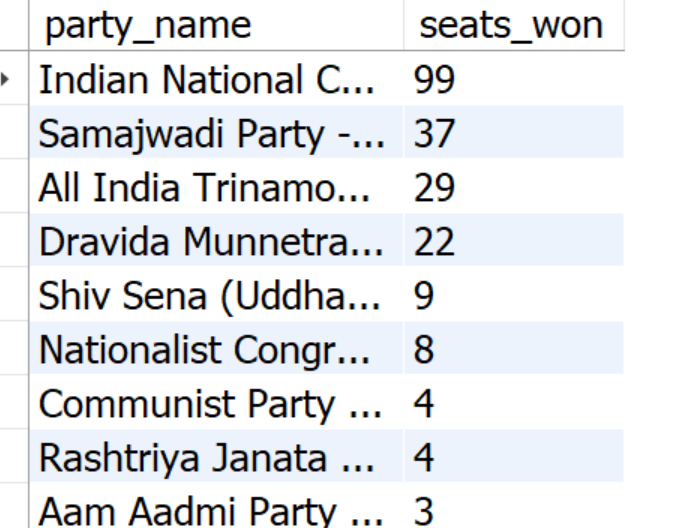 party_name seats_won
Indian National C... 99
Samajwadi Party -... 37
All India Trinamo... 29
Dravida Munnetra... 22
Shiv Sena (Uddha... 9
Nationalist Congr... 8
Communist Party ... 4
Rashtriya Janata ... 4
Aam Aadmi Party ... 3